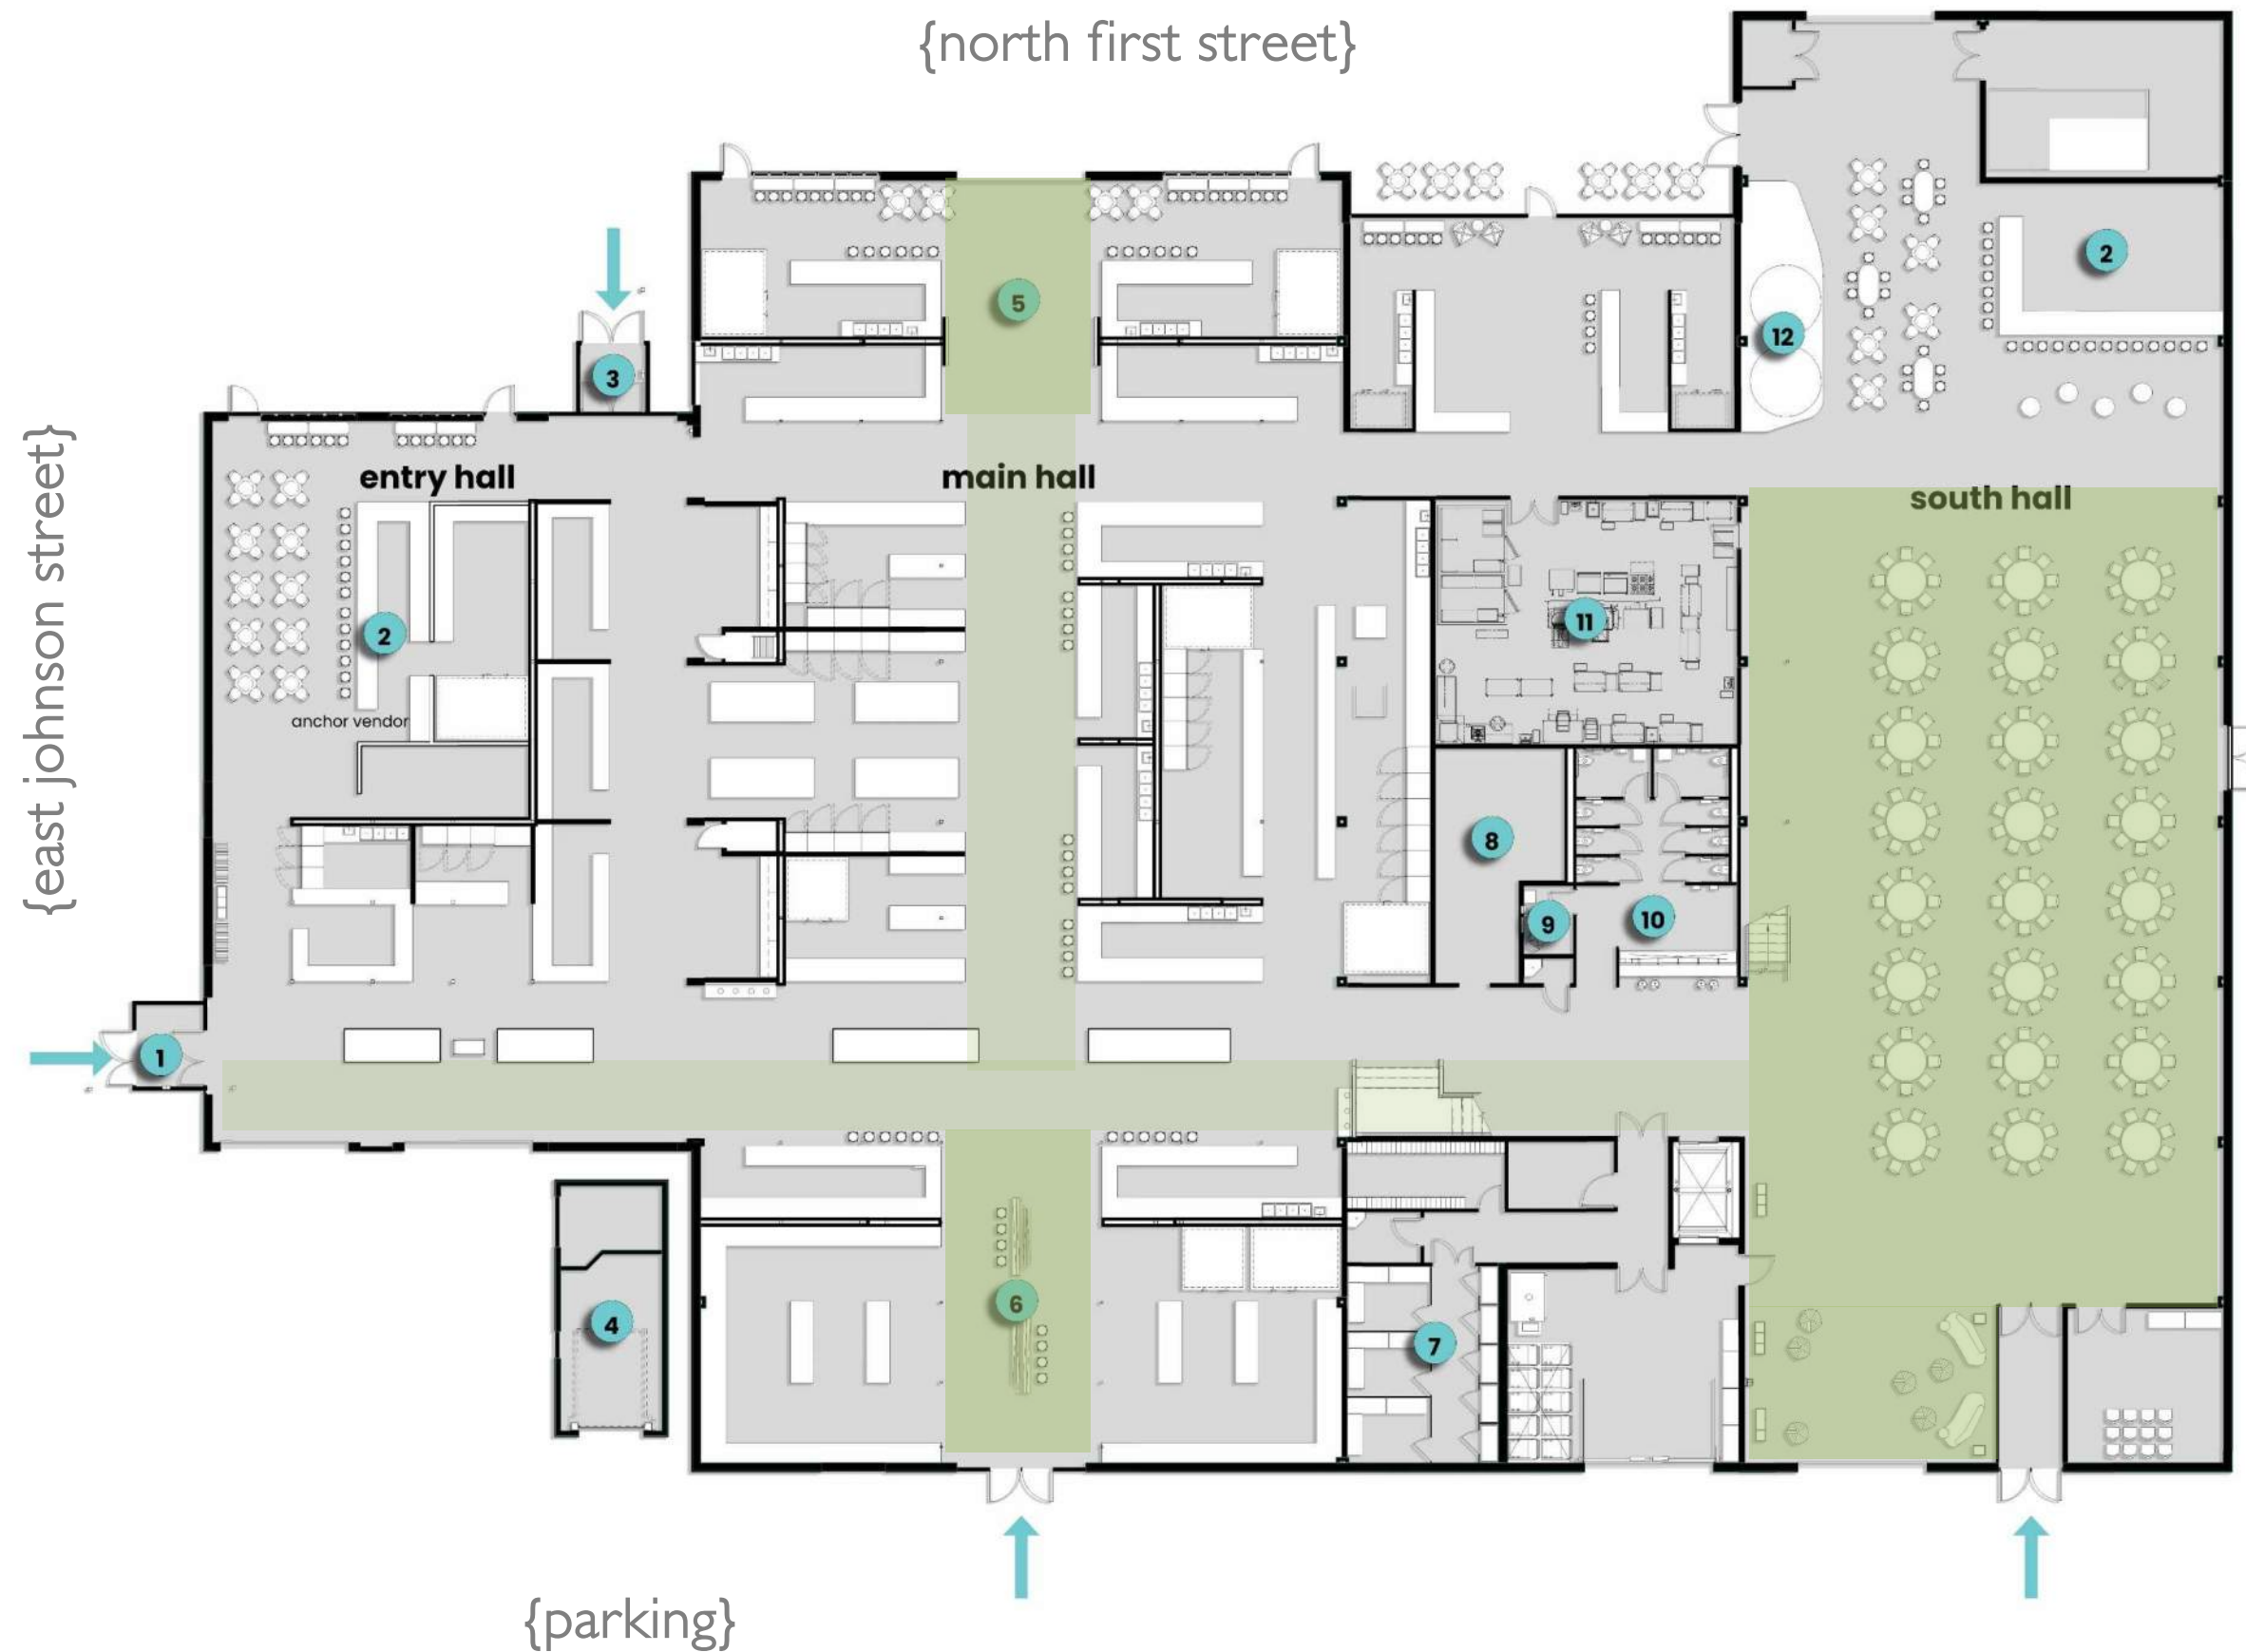 {north first street}
2
12
5
3
entry hall
main hall
south hall
{east johnson street}
2
11
anchor vendor
8
9
10
1
4
6
7
{parking}